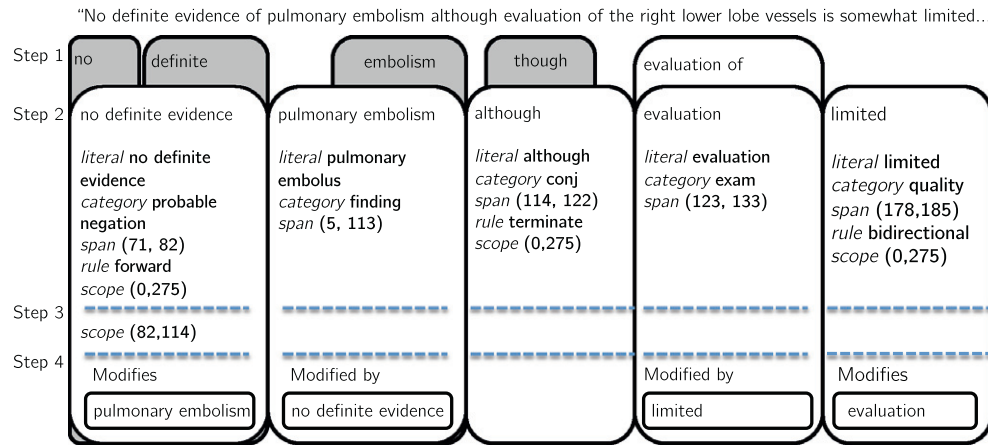 “No definite evidence of pulmonary embolism although evaluation of the right lower lobe vessels is somewhat limited...
Step 1
no
definite
embolism
though
evaluation of
Step 2
no definite evidence
literal no definite
evidence
category probable
negation
span (71, 82)
rule forward
scope (0,275)
pulmonary embolism
literal pulmonary
embolus
category finding
span (5, 113)
although
literal although
category conj
span (114, 122)
rule terminate
scope (0,275)
evaluation
literal evaluation
category exam
span (123, 133)
limited
literal limited
category quality
span (178,185)
rule bidirectional
scope (0,275)
Step 3
scope (82,114)
Step 4
Modifies
pulmonary embolism
Modified by
no definite evidence
Modified by
limited
Modifies
evaluation